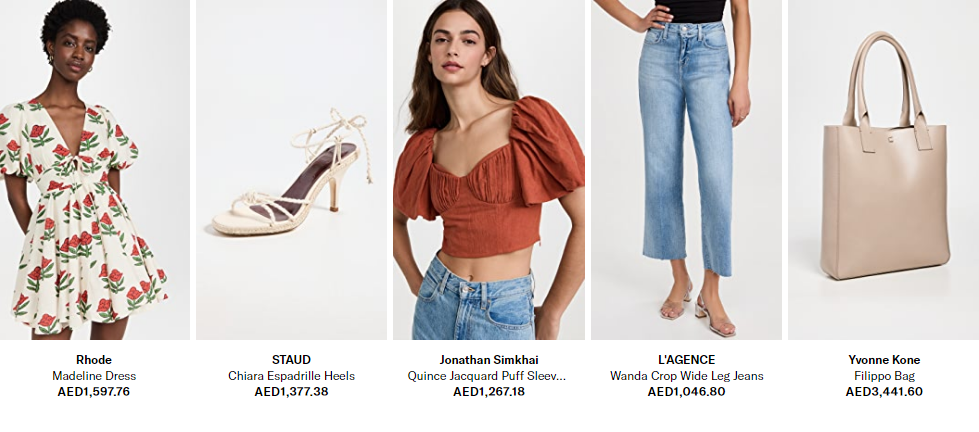 Rhode
Madeline Dress
AED1,597.76
STAUD
Chiara Espadrille Heels
AED1,377.38
Jonathan Simkhai
Quince Jacquard Puff Sleev...
AED1,267.18
L'AGENCE
Wanda Crop Wide Leg Jeans
AED1,046.80
Yvonne Kone
Filippo Bag
AED3,441.60